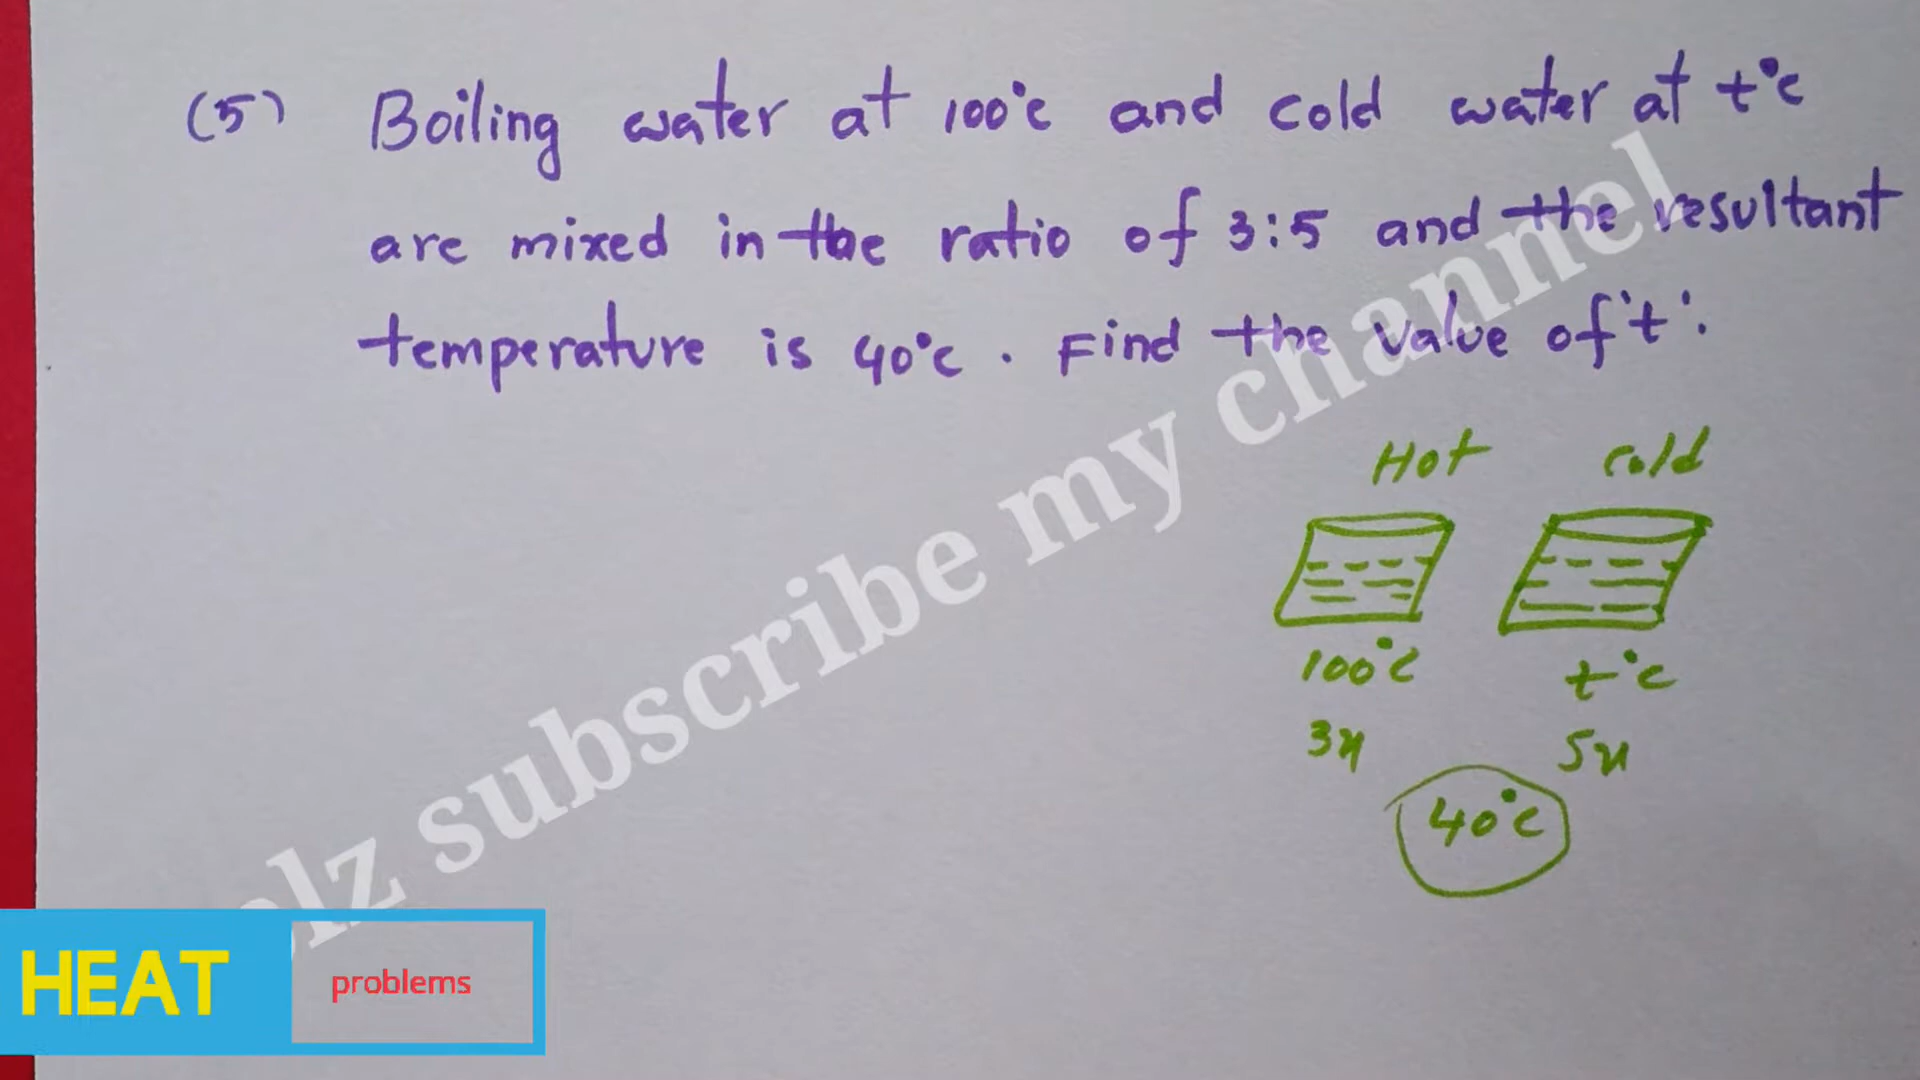 (5) Boiling water at 100°C and cold water at t°C
are mixed in the ratio of 3:5 and the resultant
temperature is 40°C. Find the value of 't'.
Hot Cold
100°C t°C
3x 5x
40°C
olz subscribe my channel
HEAT problems